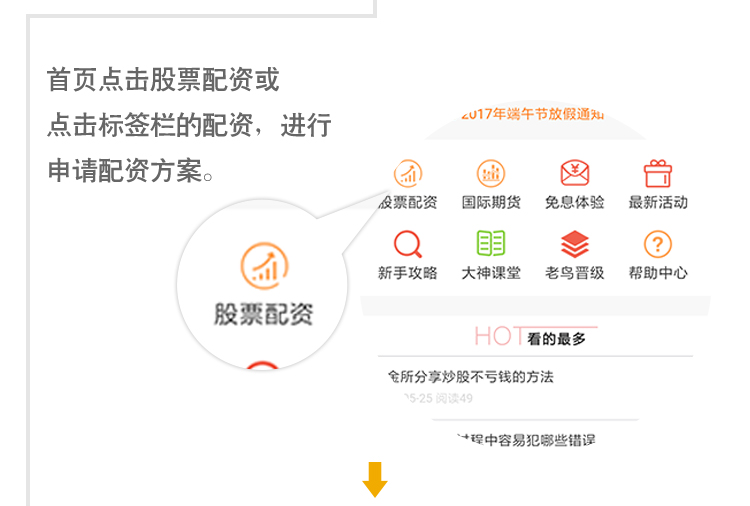 首页点击股票配资或
点击标签栏的配资，进行
申请配资方案。
2017年端午节放假通知
股票配资 国际期货 免息体验 最新活动
新手攻略 大神课堂 老鸟晋级 帮助中心
股票配资
HOT 看的最多
金所分享炒股不亏钱的方法
05-25 阅读49
过程中容易犯哪些错误